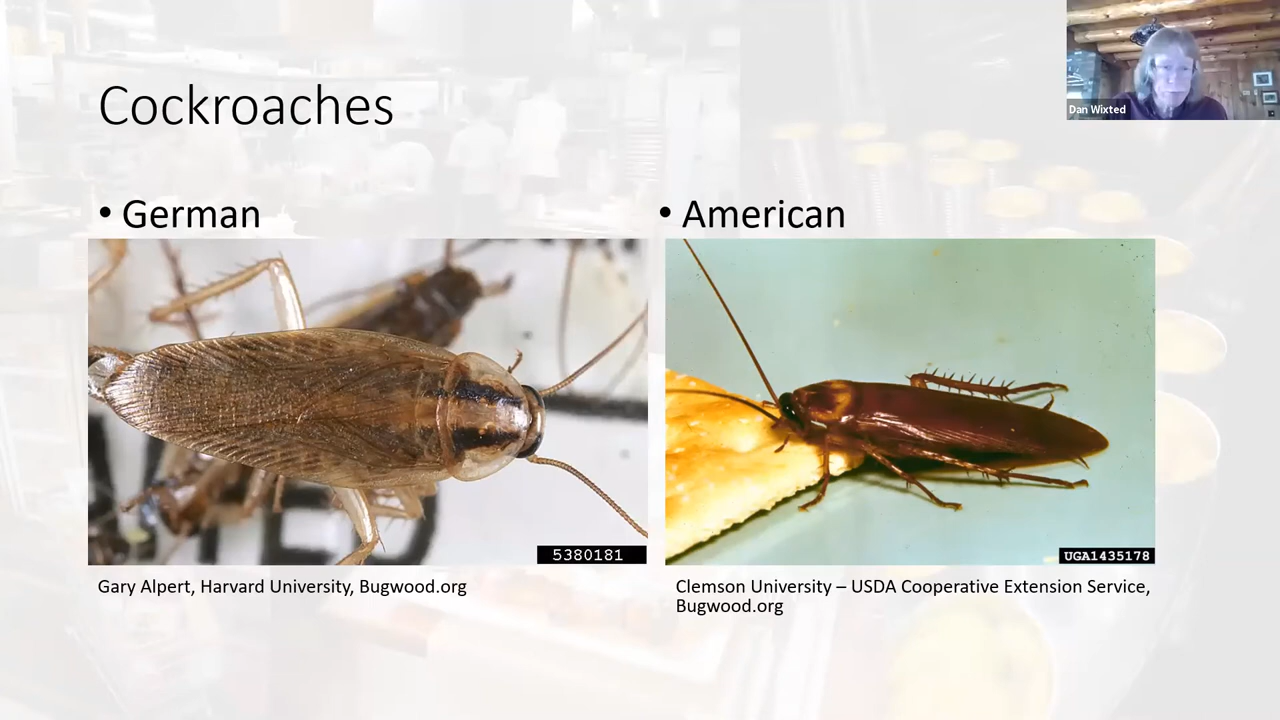 Cockroaches
Dan Wixted
• German
• American
5380181
UGA1435178
Gary Alpert, Harvard University, Bugwood.org
Clemson University – USDA Cooperative Extension Service,
Bugwood.org